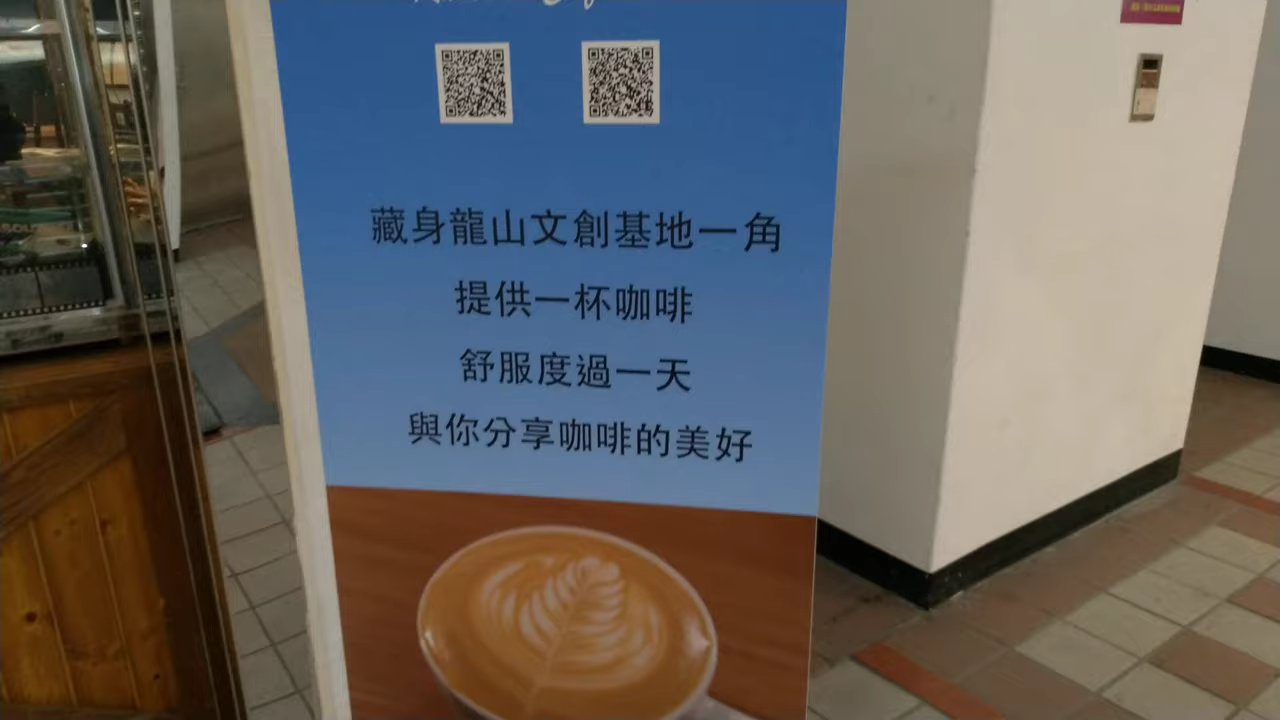 藏身龍山文創基地一角
提供一杯咖啡
舒服度過一天
與你分享咖啡的美好